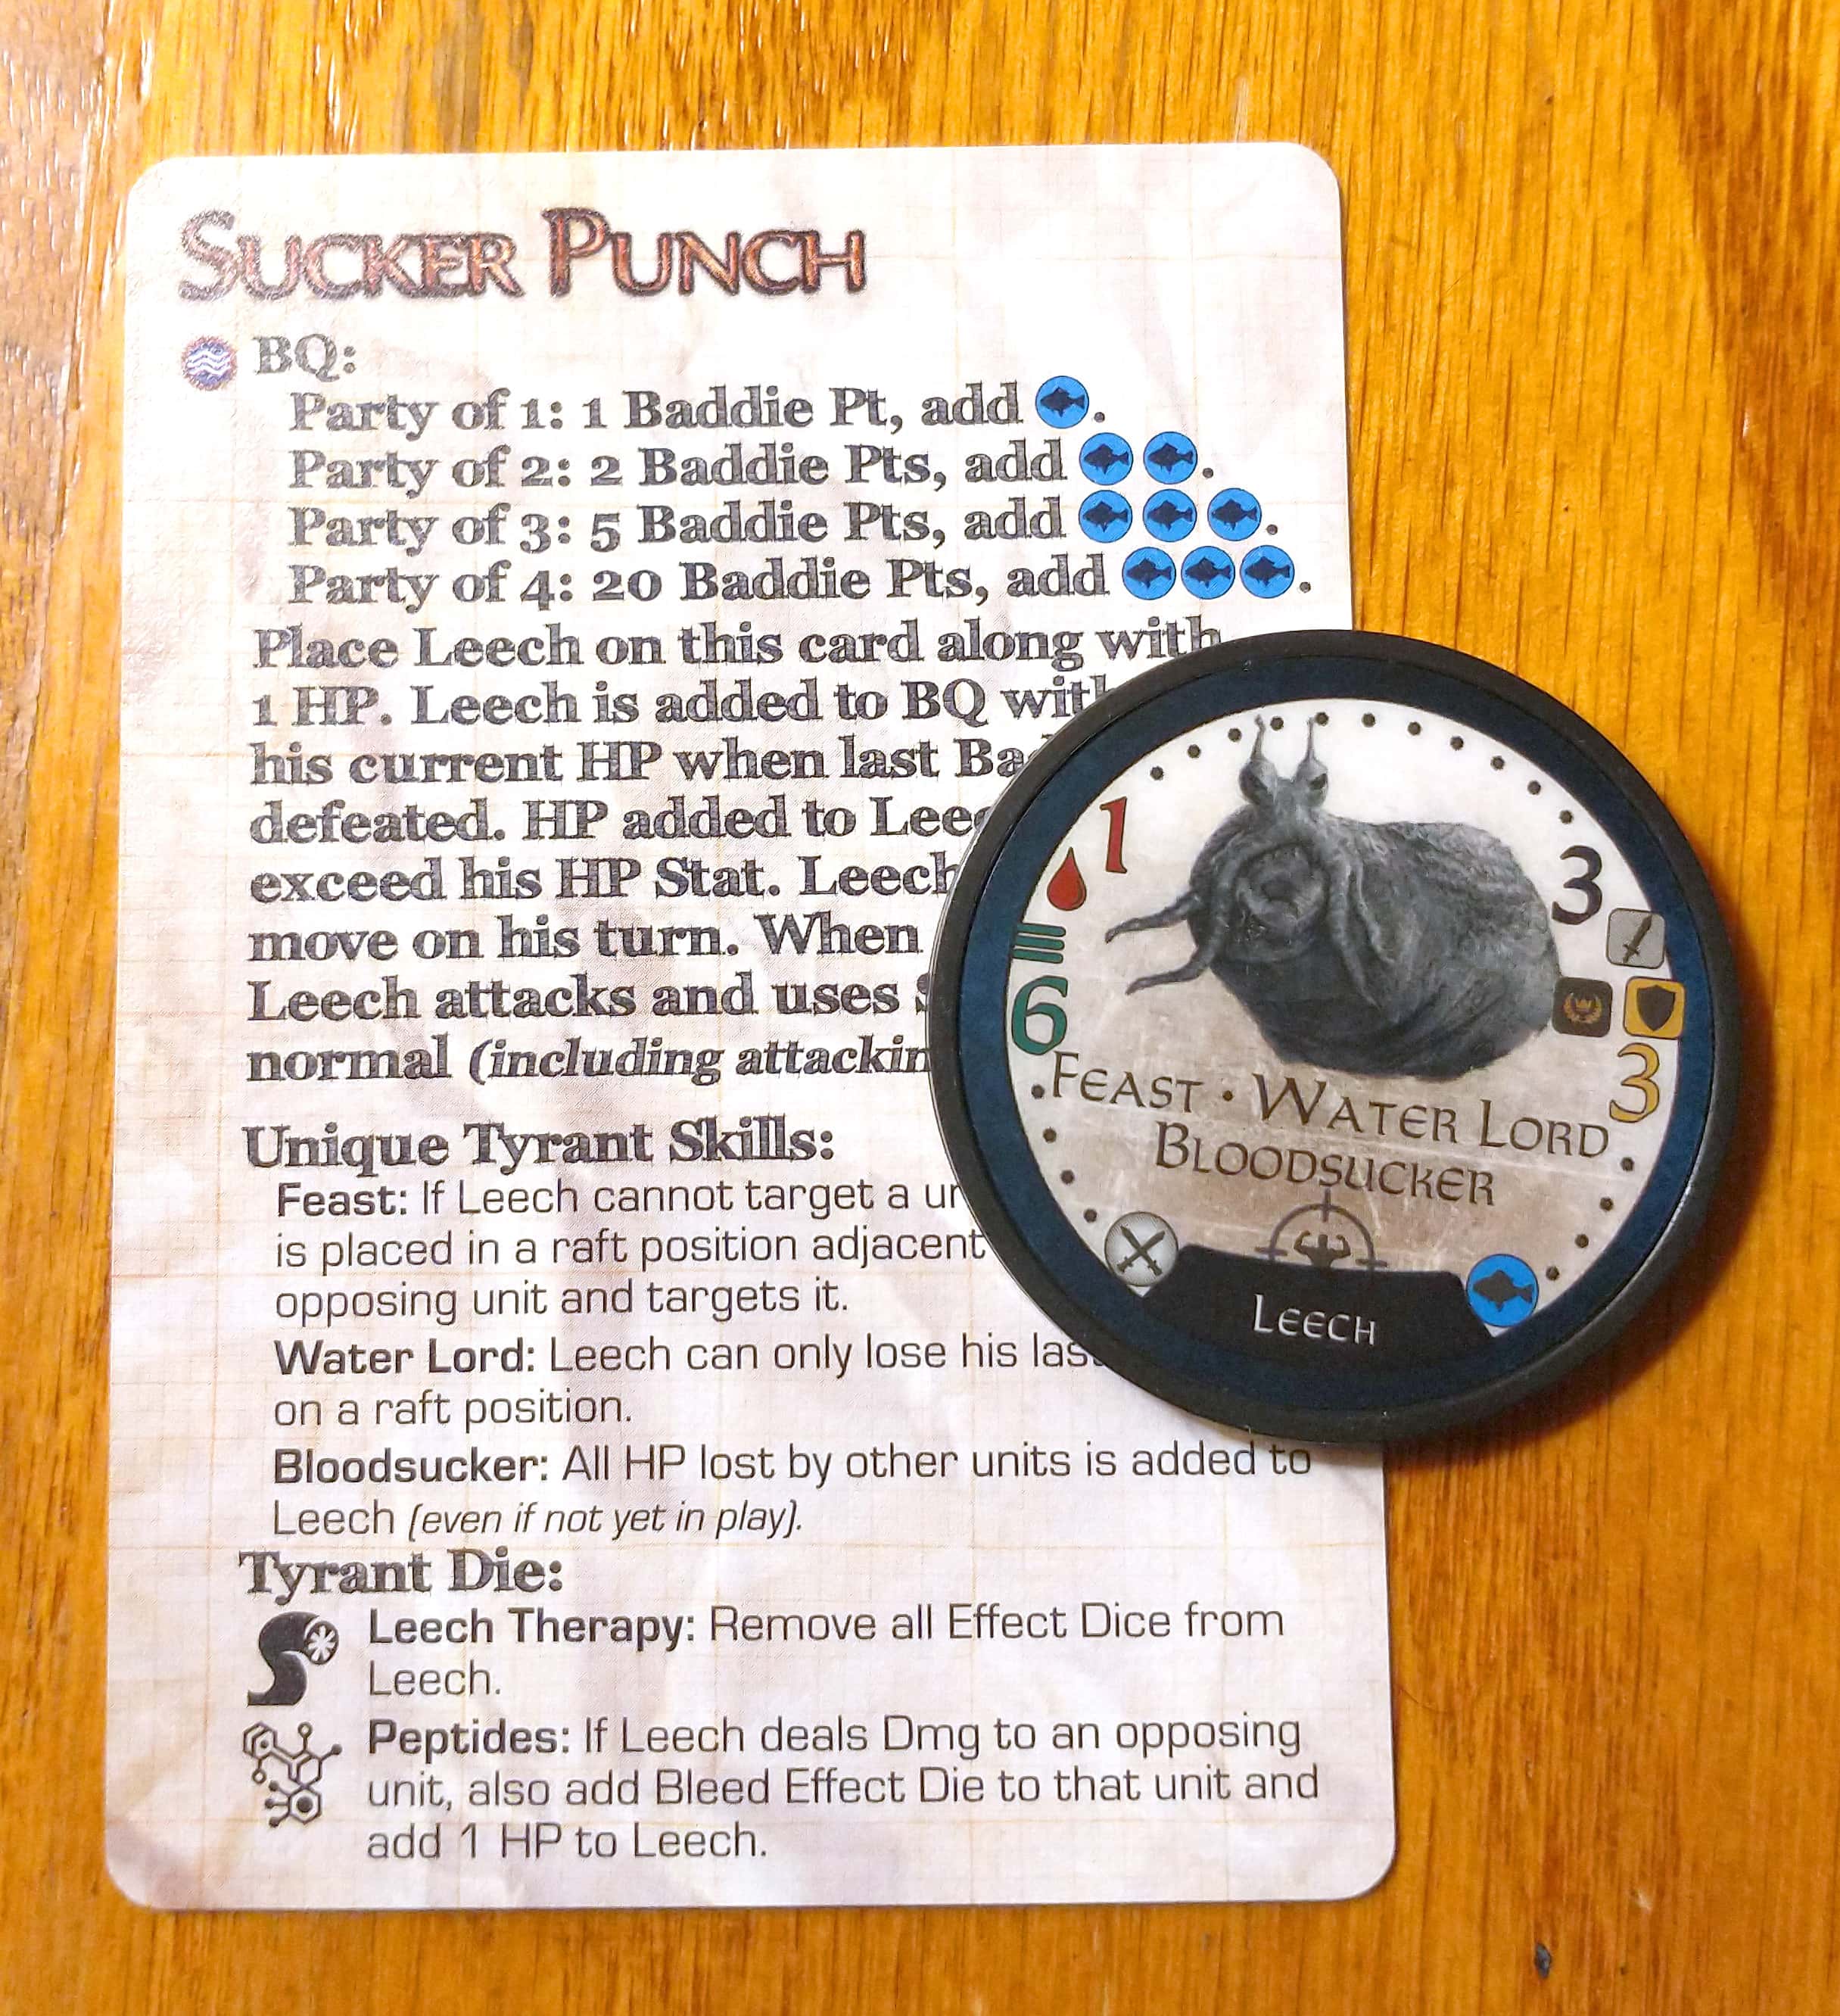 SUCKER PUNCH
BQ:
Party of 1: 1 Baddie Pt, add .
Party of 2: 2 Baddie Pts, add .
Party of 3: 5 Baddie Pts, add .
Party of 4: 20 Baddie Pts, add .
Place Leech on this card along with
1 HP. Leech is added to BQ
his current HP when last
defeated. HP added to
exceed his HP Stat. Leech
move on his turn. When
Leech attacks and uses
normal (including
Unique Tyrant Skills:
Feast: If Leech cannot target a
is placed in a raft position adjacent
opposing unit and targets it.
Water Lord: Leech can only lose his
on a raft position.
Bloodsucker: All HP lost by other units is added to
Leech (even if not yet in play).
Tyrant Die:
Leech Therapy: Remove all Effect Dice from
Leech.
Peptides: If Leech deals Dmg to an opposing
unit, also add Bleed Effect Die to that unit and
add 1 HP to Leech.
1
3
6
3
FEAST • WATER LORD
BLOODSUCKER
LEECH